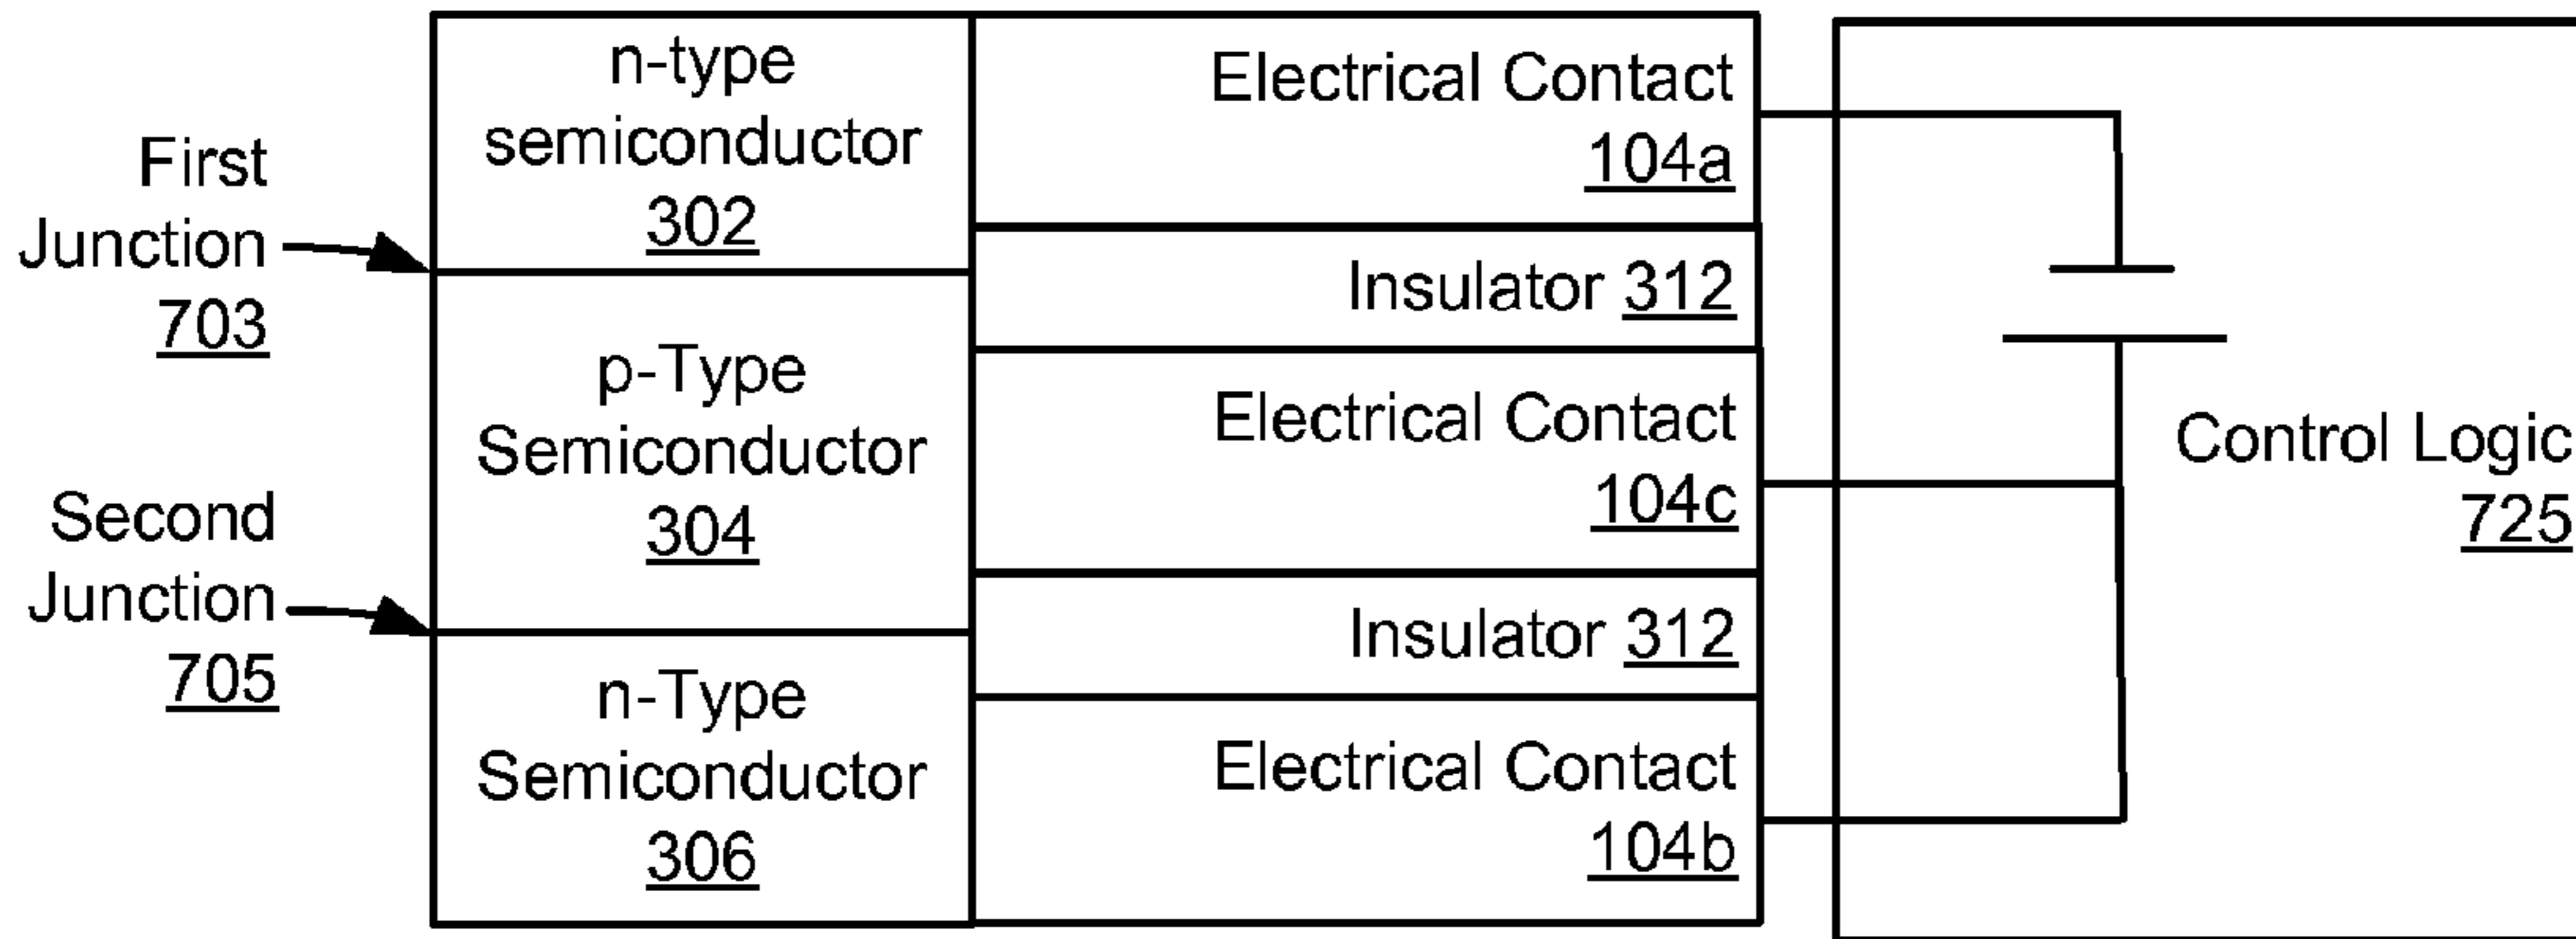 First
Junction
703
Second
Junction
705
n-type
semiconductor
302
p-Type
Semiconductor
304
n-Type
Semiconductor
306
Electrical Contact
104a
Insulator 312
Electrical Contact
104c
Insulator 312
Electrical Contact
104b
Control Logic
725